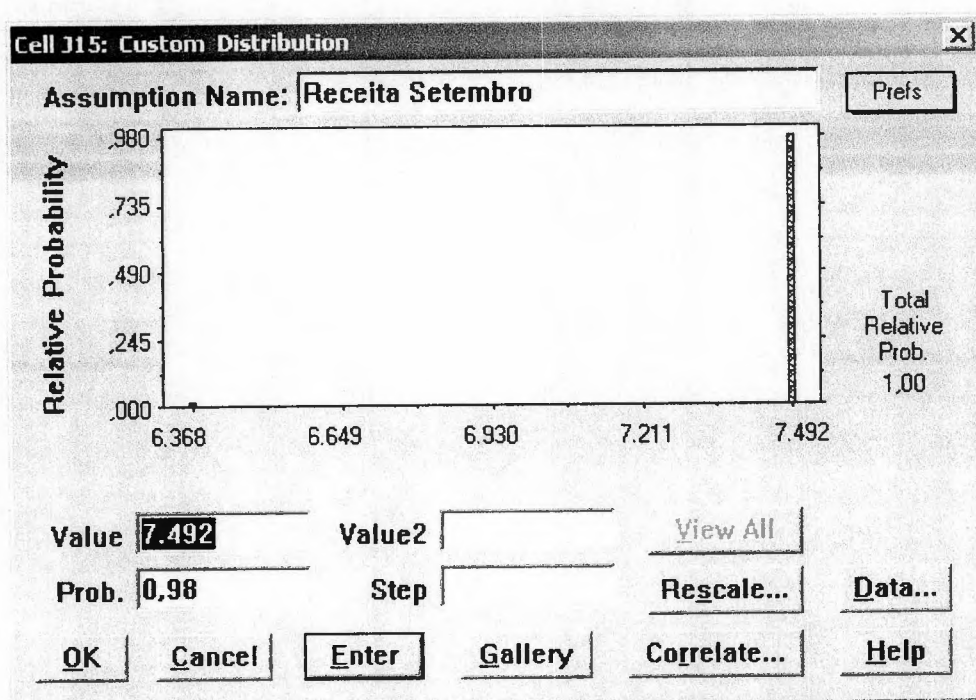 Cell J15: Custom Distribution
Assumption Name: Receita Setembro
Prefs
Relative Probability
,980
,735
,490
,245
,000
6.368 6.649 6.930 7.211 7.492
Total
Relative
Prob.
1,00
Value 7.492 Value2 View All
Prob. 0,98 Step Rescale... Data...
OK Cancel Enter Gallery Correlate... Help